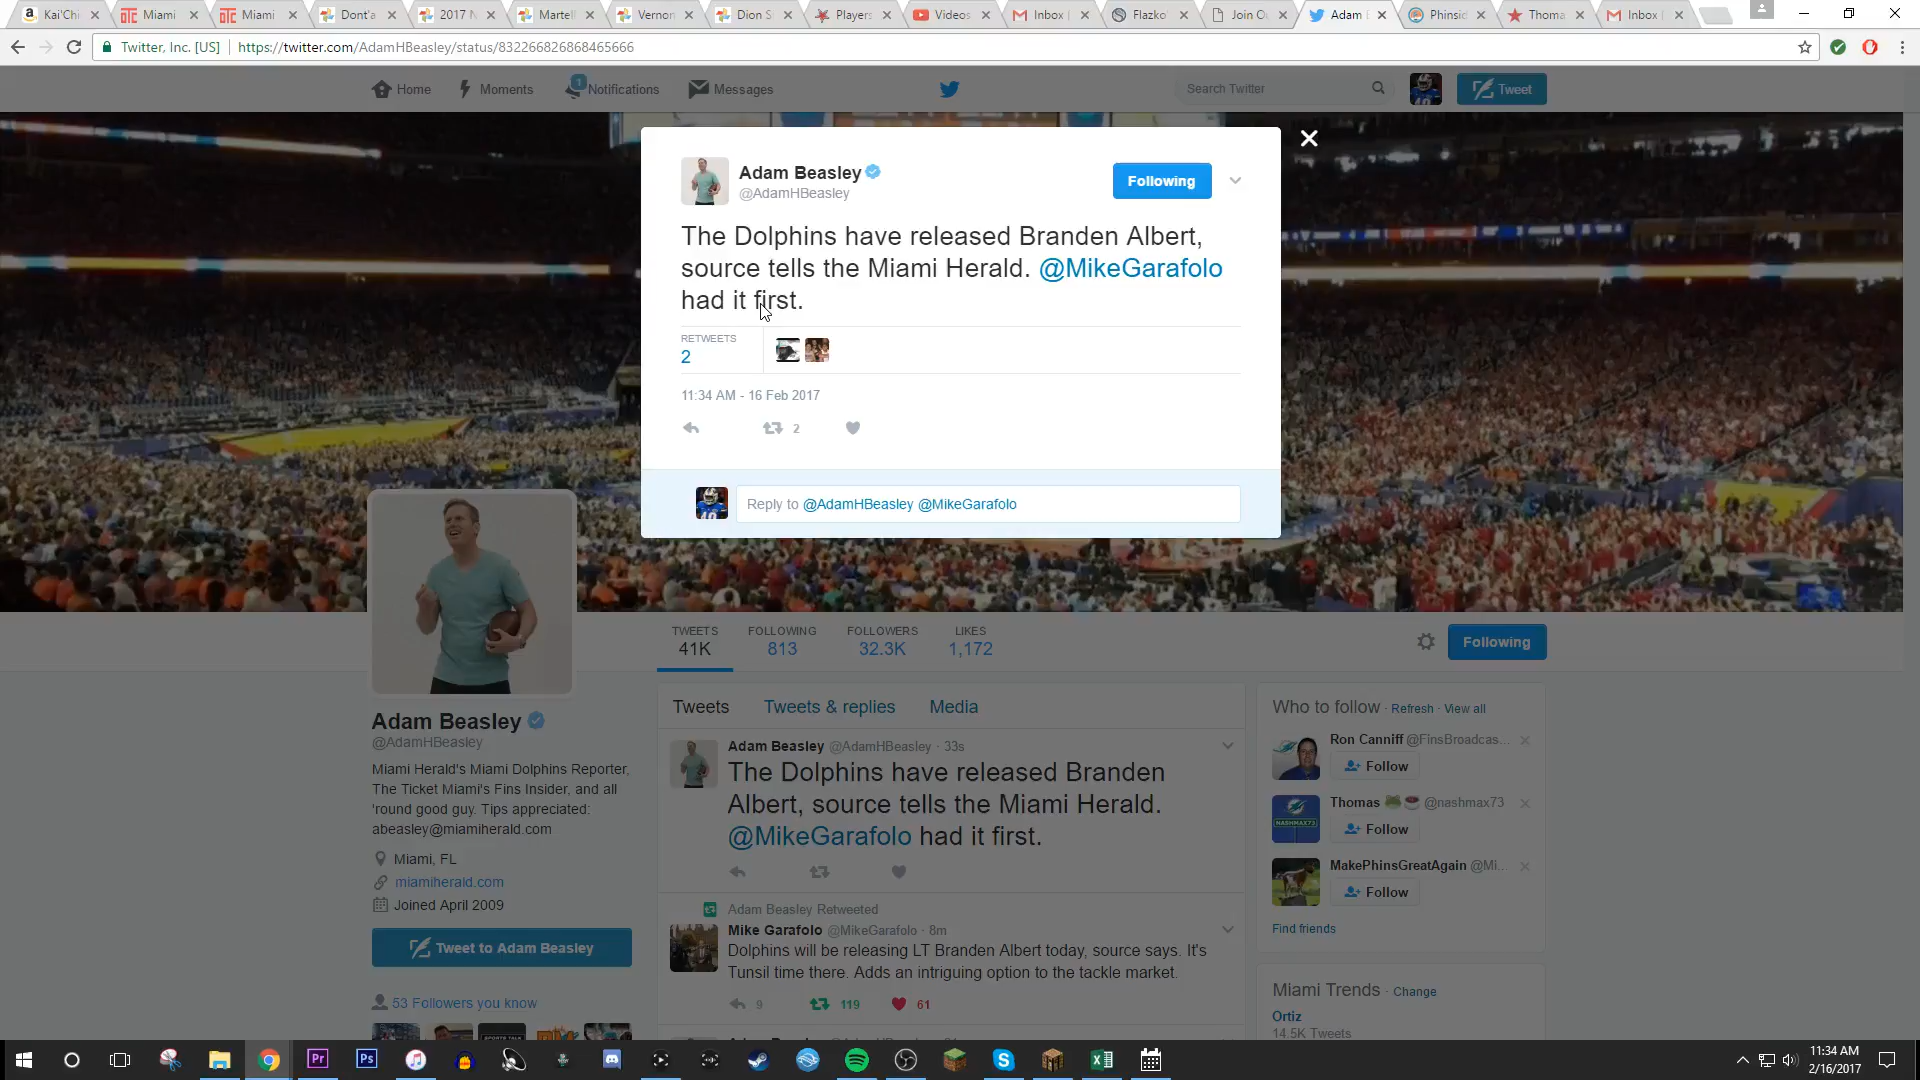 Kai'Chi
Miami
Miami
Dont'a
2017 N
Martell
Vernon
Dion S
Players
Videos
Inbox
Flazko
Join O
Adam
Phinsid
Thoma
Inbox
Twitter, Inc. [US]
https://twitter.com/AdamHBeasley/status/832266826868465666
Home
Moments
1
Notifications
Messages
Search Twitter
Tweet
Adam Beasley
@AdamHBeasley
Following
The Dolphins have released Branden Albert,
source tells the Miami Herald. @MikeGarafolo
had it first.
RETWEETS
2
11:34 AM - 16 Feb 2017
2
Reply to @AdamHBeasley @MikeGarafolo
TWEETS
41K
FOLLOWING
813
FOLLOWERS
32.3K
LIKES
1,172
Following
Adam Beasley
@AdamHBeasley
Miami Herald's Miami Dolphins Reporter,
The Ticket Miami's Fins Insider, and all
'round good guy. Tips appreciated:
abeasley@miamiherald.com
Miami, FL
miamiherald.com
Joined April 2009
Tweet to Adam Beasley
53 Followers you know
Tweets
Tweets & replies
Media
Adam Beasley @AdamHBeasley · 33s
The Dolphins have released Branden
Albert, source tells the Miami Herald.
@MikeGarafolo had it first.
Adam Beasley Retweeted
Mike Garafolo @MikeGarafolo · 8m
Dolphins will be releasing LT Branden Albert today, source says. It's
Tunsil time there. Adds an intriguing option to the tackle market.
9
119
61
Who to follow · Refresh · View all
Ron Canniff @FinsBroadcas...
Follow
Thomas @nashmax73
Follow
NASHMAX73
MakePhinsGreatAgain @Mi...
Follow
Find friends
Miami Trends · Change
Ortiz
14.5K Tweets
Pr
Ps
11:34 AM
2/16/2017